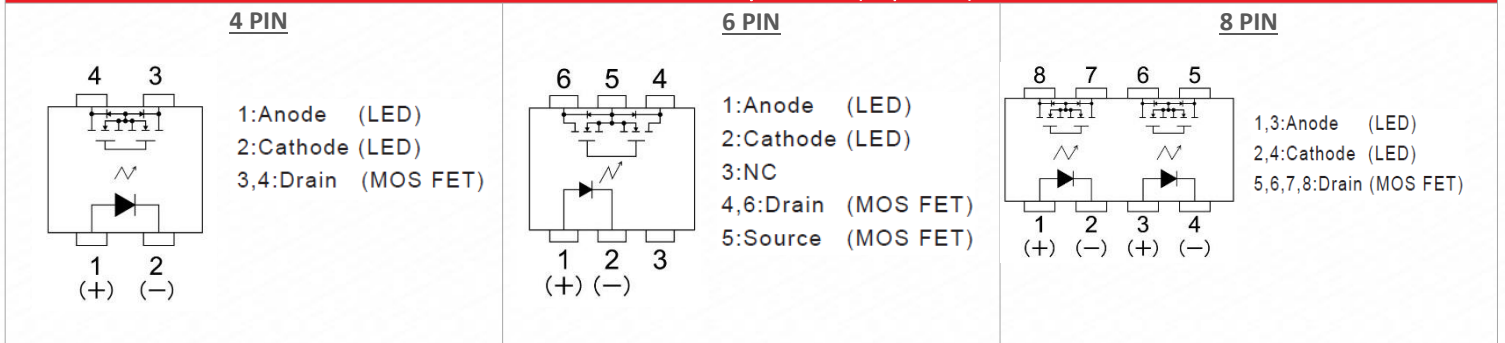 4 PIN
4 3
1:Anode (LED)
2:Cathode (LED)
3,4:Drain (MOS FET)
1 2
(+) (—)
6 PIN
6 5 4
1:Anode (LED)
2:Cathode (LED)
3:NC
4,6:Drain (MOS FET)
5:Source (MOS FET)
1 2 3
(+) (—)
8 PIN
8 7 6 5
1,3:Anode (LED)
2,4:Cathode (LED)
5,6,7,8:Drain (MOS FET)
1 2 3 4
(+) (—) (+) (—)